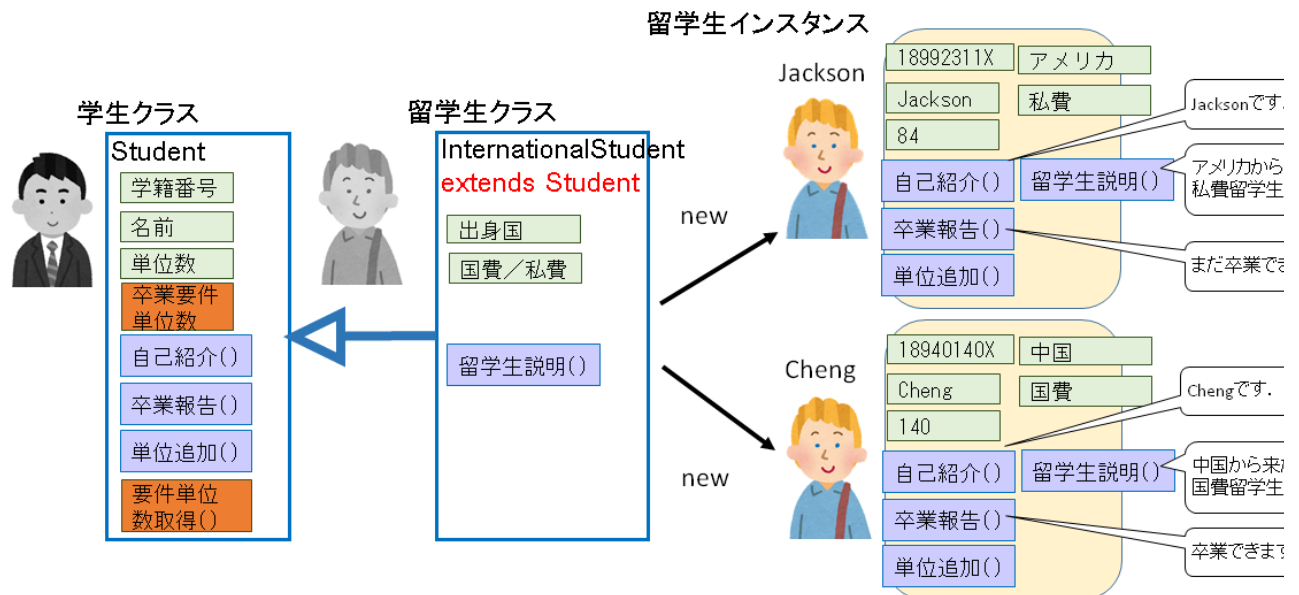 留学生インスタンス
学生クラス
Student
学籍番号
名前
単位数
卒業要件
単位数
自己紹介()
卒業報告()
単位追加()
要件単位
数取得()
留学生クラス
InternationalStudent
extends Student
出身国
国費／私費
留学生説明()
new
new
Jackson
18992311X
アメリカ
Jackson
私費
84
自己紹介()
留学生説明()
卒業報告()
単位追加()
Jacksonです.
アメリカから
私費留学生
まだ卒業でき
Cheng
18940140X
中国
Cheng
国費
140
自己紹介()
留学生説明()
卒業報告()
単位追加()
Chengです.
中国から来た
国費留学生
卒業できます